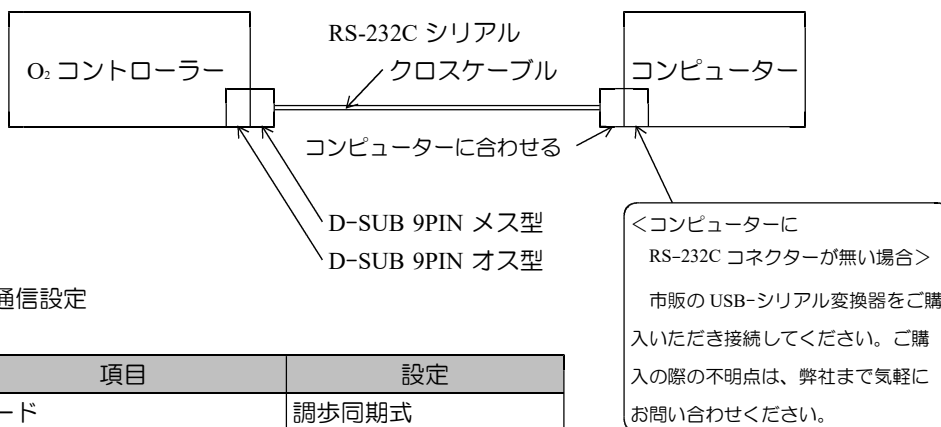 RS-232C シリアル
クロスケーブル
O₂ コントローラー
コンピューター
コンピューターに合わせる
D-SUB 9PIN メス型
D-SUB 9PIN オス型
＜コンピューターに
RS-232C コネクターが無い場合＞
市販の USB-シリアル変換器をご購
入いただき接続してください。ご購
入の際の不明点は、弊社まで気軽に
お問い合わせください。
通信設定
項目 設定
ード 調歩同期式